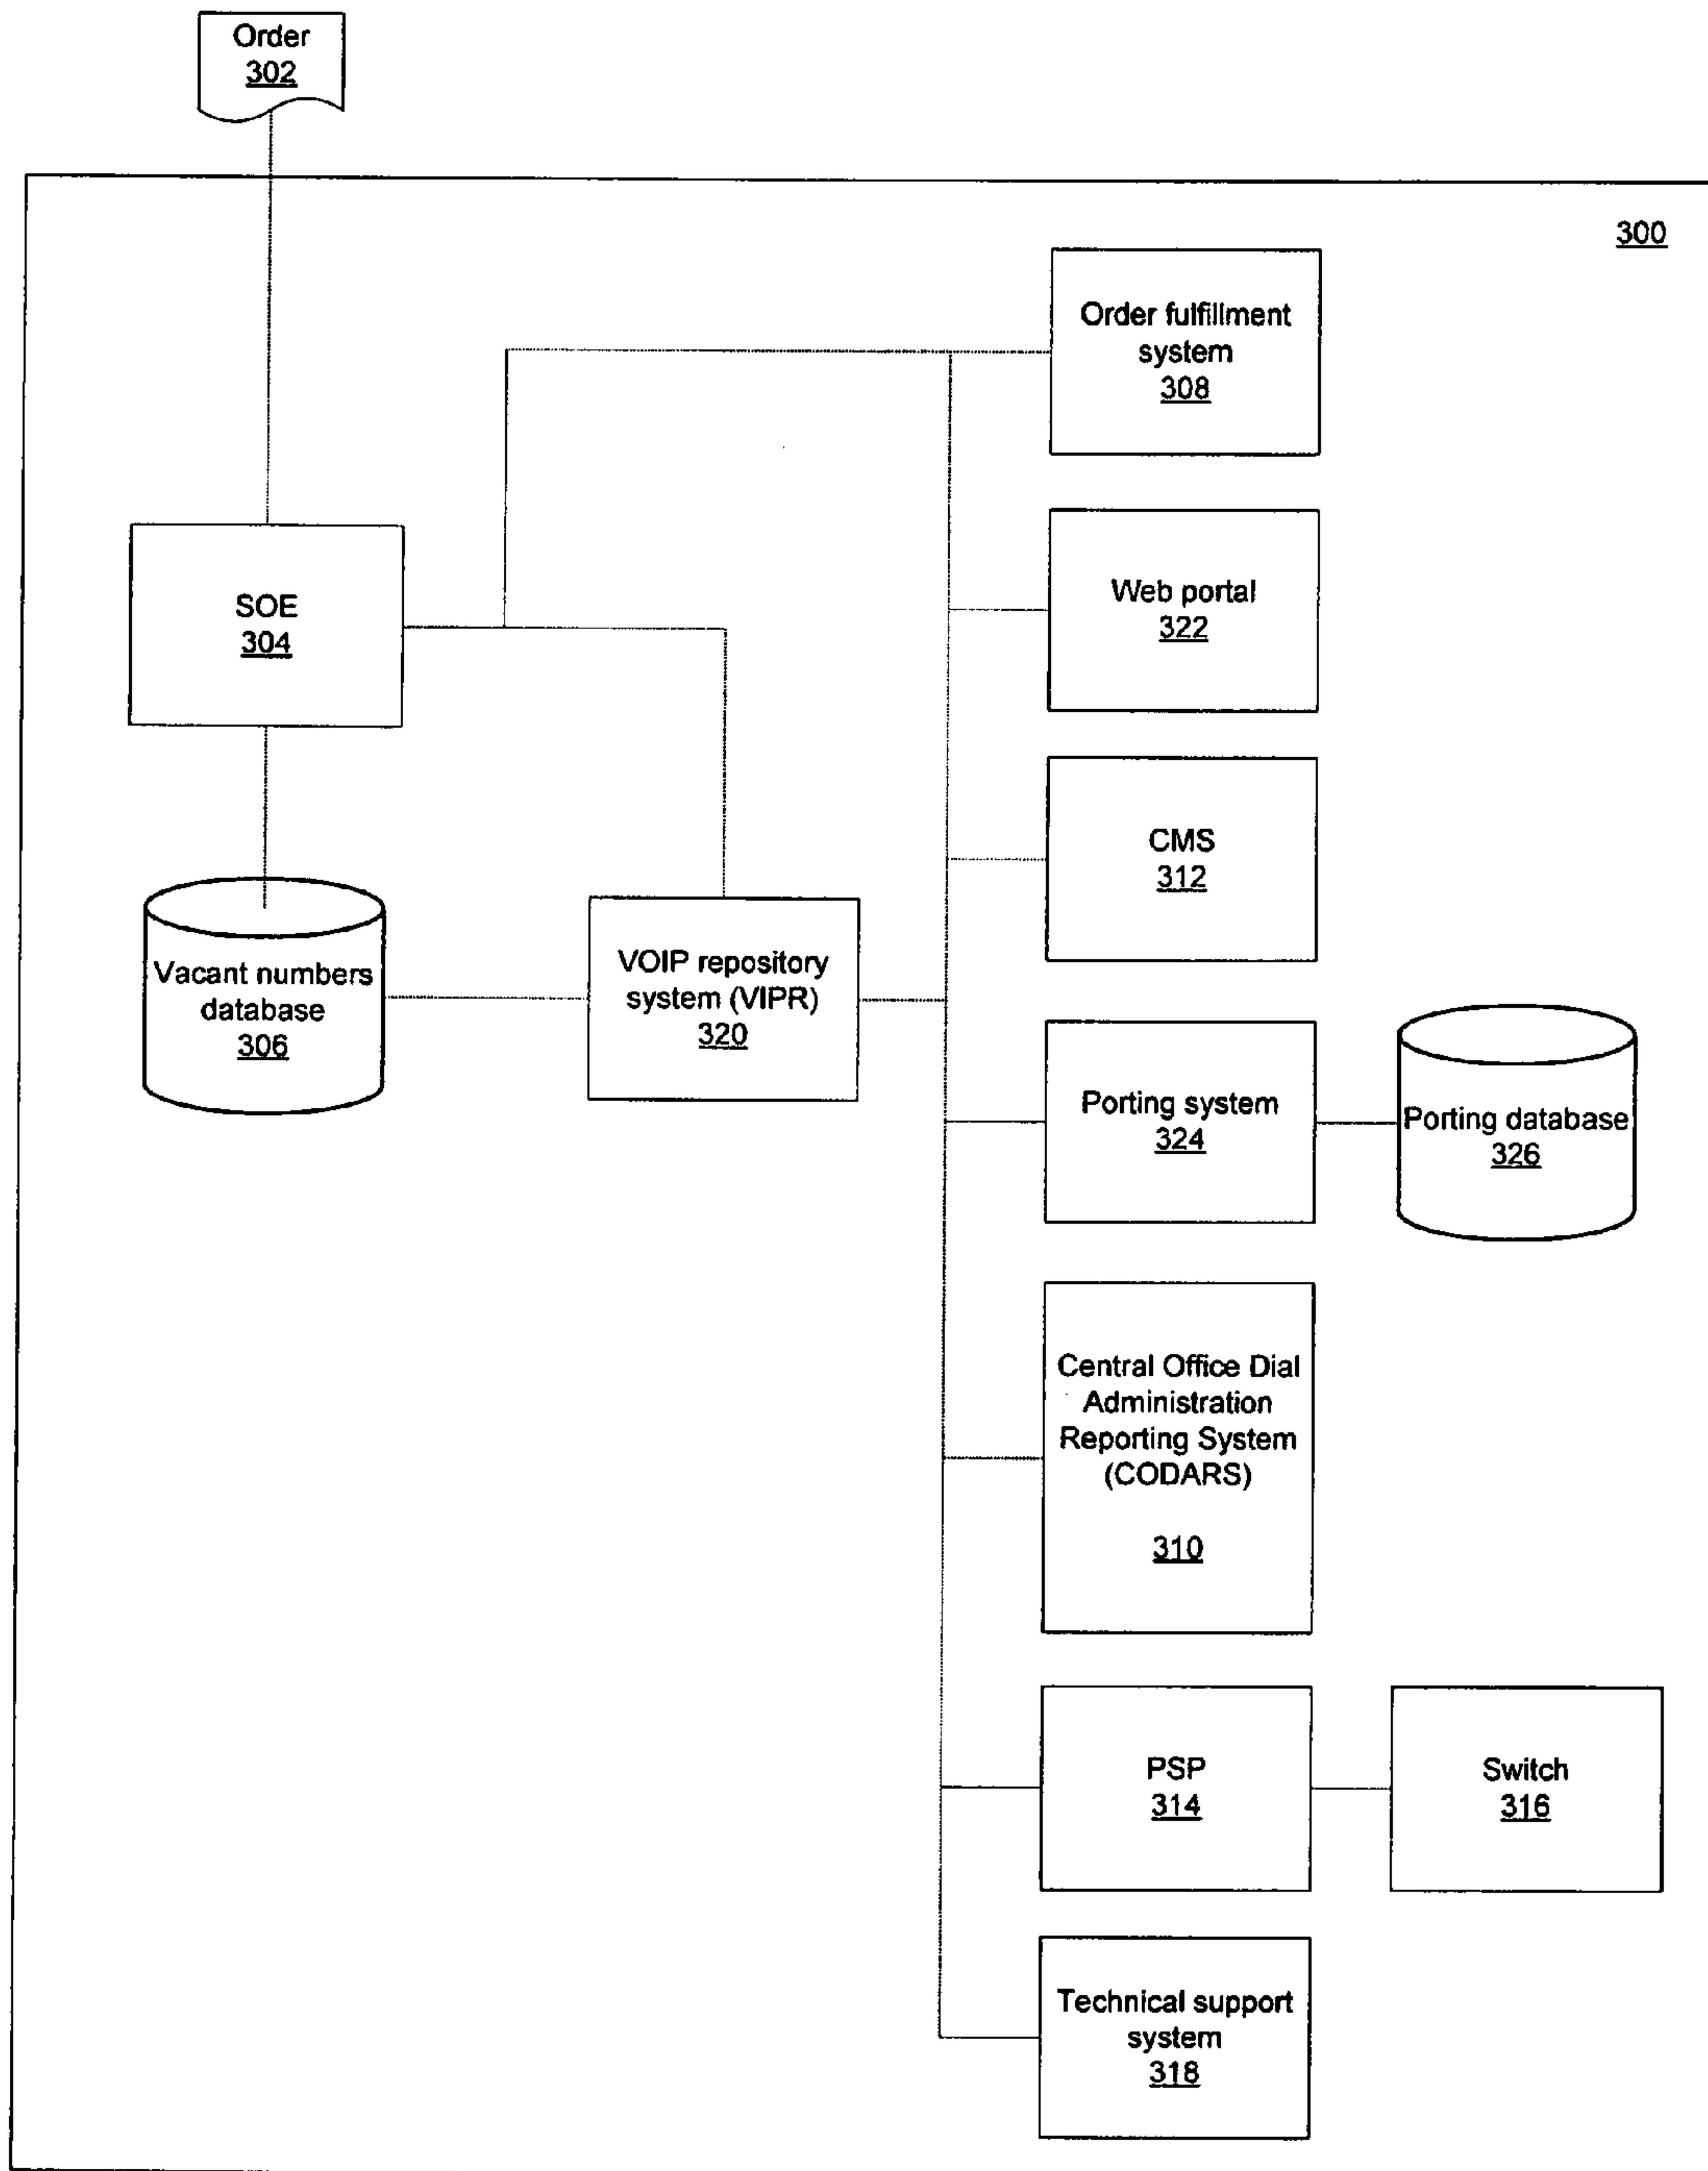 Order
302
300
Order fulfillment
system
308
Web portal
322
SOE
304
CMS
312
Vacant numbers
database
306
VOIP repository
system (VIPR)
320
Porting system
324
Porting database
326
Central Office Dial
Administration
Reporting System
(CODARS)
310
PSP
314
Switch
316
Technical support
system
318